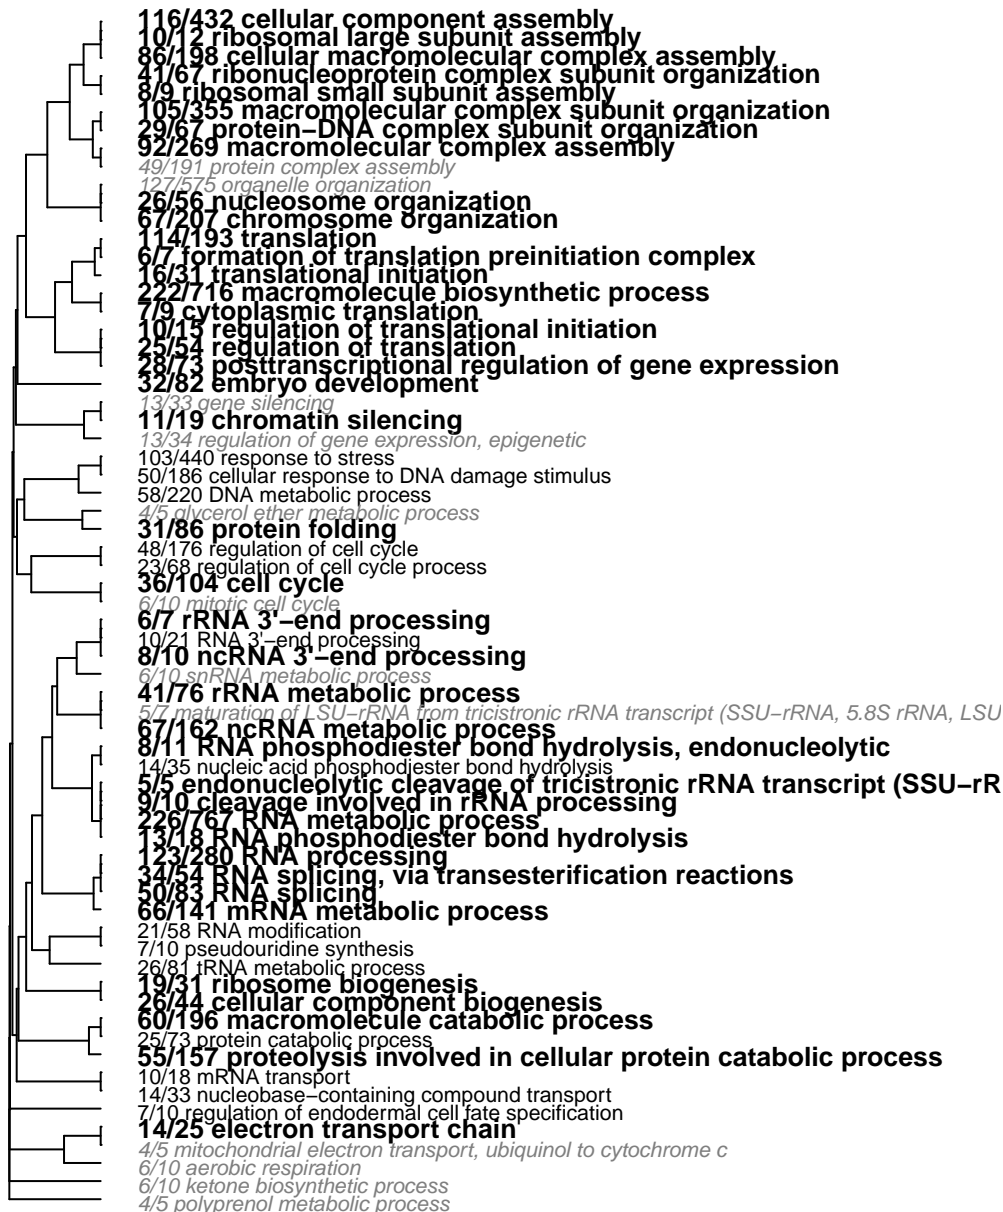 116/432 cellular component assembly
10/12 ribosomal large subunit assembly
86/198 cellular macromolecular complex assembly
41/67 ribonucleoprotein complex subunit organization
8/9 ribosomal small subunit assembly
105/355 macromolecular complex subunit organization
29/67 protein−DNA complex subunit organization
92/269 macromolecular complex assembly
49/191 protein complex assembly
127/575 organelle organization
26/56 nucleosome organization
67/207 chromosome organization
114/193 translation
6/7 formation of translation preinitiation complex
16/31 translational initiation
222/716 macromolecule biosynthetic process
7/9 cytoplasmic translation
10/15 regulation of translational initiation
25/54 regulation of translation
28/73 posttranscriptional regulation of gene expression
32/82 embryo development
13/33 gene silencing
11/19 chromatin silencing
13/34 regulation of gene expression, epigenetic
103/440 response to stress
50/186 cellular response to DNA damage stimulus
58/220 DNA metabolic process
4/5 glycerol ether metabolic process
31/86 protein folding
48/176 regulation of cell cycle
23/68 regulation of cell cycle process
36/104 cell cycle
6/10 mitotic cell cycle
6/7 rRNA 3'−end processing
10/21 RNA 3'−end processing
8/10 ncRNA 3'−end processing
6/10 snRNA metabolic process
41/76 rRNA metabolic process
5/7 maturation of LSU−rRNA from tricistronic rRNA transcript (SSU−rRNA, 5.8S rRNA, LSU
67/162 ncRNA metabolic process
8/11 RNA phosphodiester bond hydrolysis, endonucleolytic
14/35 nucleic acid phosphodiester bond hydrolysis
5/5 endonucleolytic cleavage of tricistronic rRNA transcript (SSU−rR
9/10 cleavage involved in rRNA processing
226/767 RNA metabolic process
13/18 RNA phosphodiester bond hydrolysis
123/280 RNA processing
34/54 RNA splicing, via transesterification reactions
50/83 RNA splicing
66/141 mRNA metabolic process
21/58 RNA modification
7/10 pseudouridine synthesis
26/81 tRNA metabolic process
19/31 ribosome biogenesis
26/44 cellular component biogenesis
60/196 macromolecule catabolic process
25/73 protein catabolic process
55/157 proteolysis involved in cellular protein catabolic process
10/18 mRNA transport
14/33 nucleobase−containing compound transport
7/10 regulation of endodermal cell fate specification
14/25 electron transport chain
4/5 mitochondrial electron transport, ubiquinol to cytochrome c
6/10 aerobic respiration
6/10 ketone biosynthetic process
4/5 polyprenol metabolic process